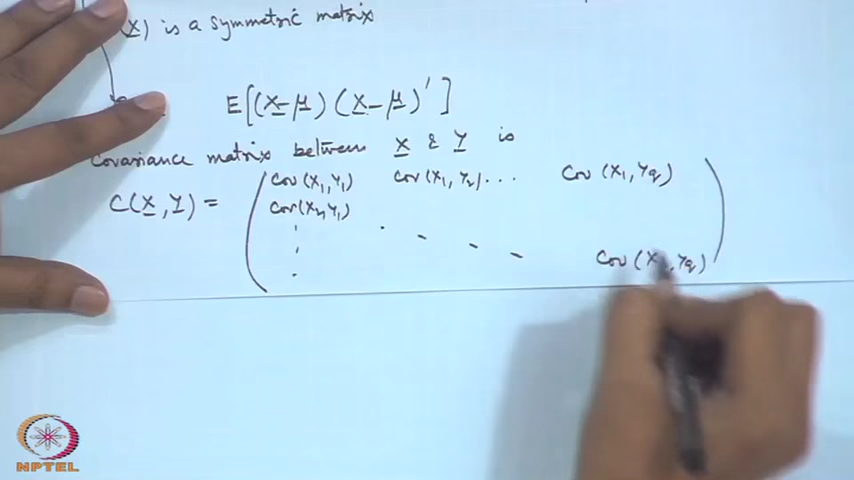 X) is a symmetric matrix
E[(X-μ)(X-μ)']
Covariance matrix between X & Y is
C(X,Y) = ( Cov(X₁,Y₁) Cov(X₁,Y₂)... Cov(X₁,Yq)
Cov(X₂,Y₁)
Cov(X ,Yq) )
NPTEL